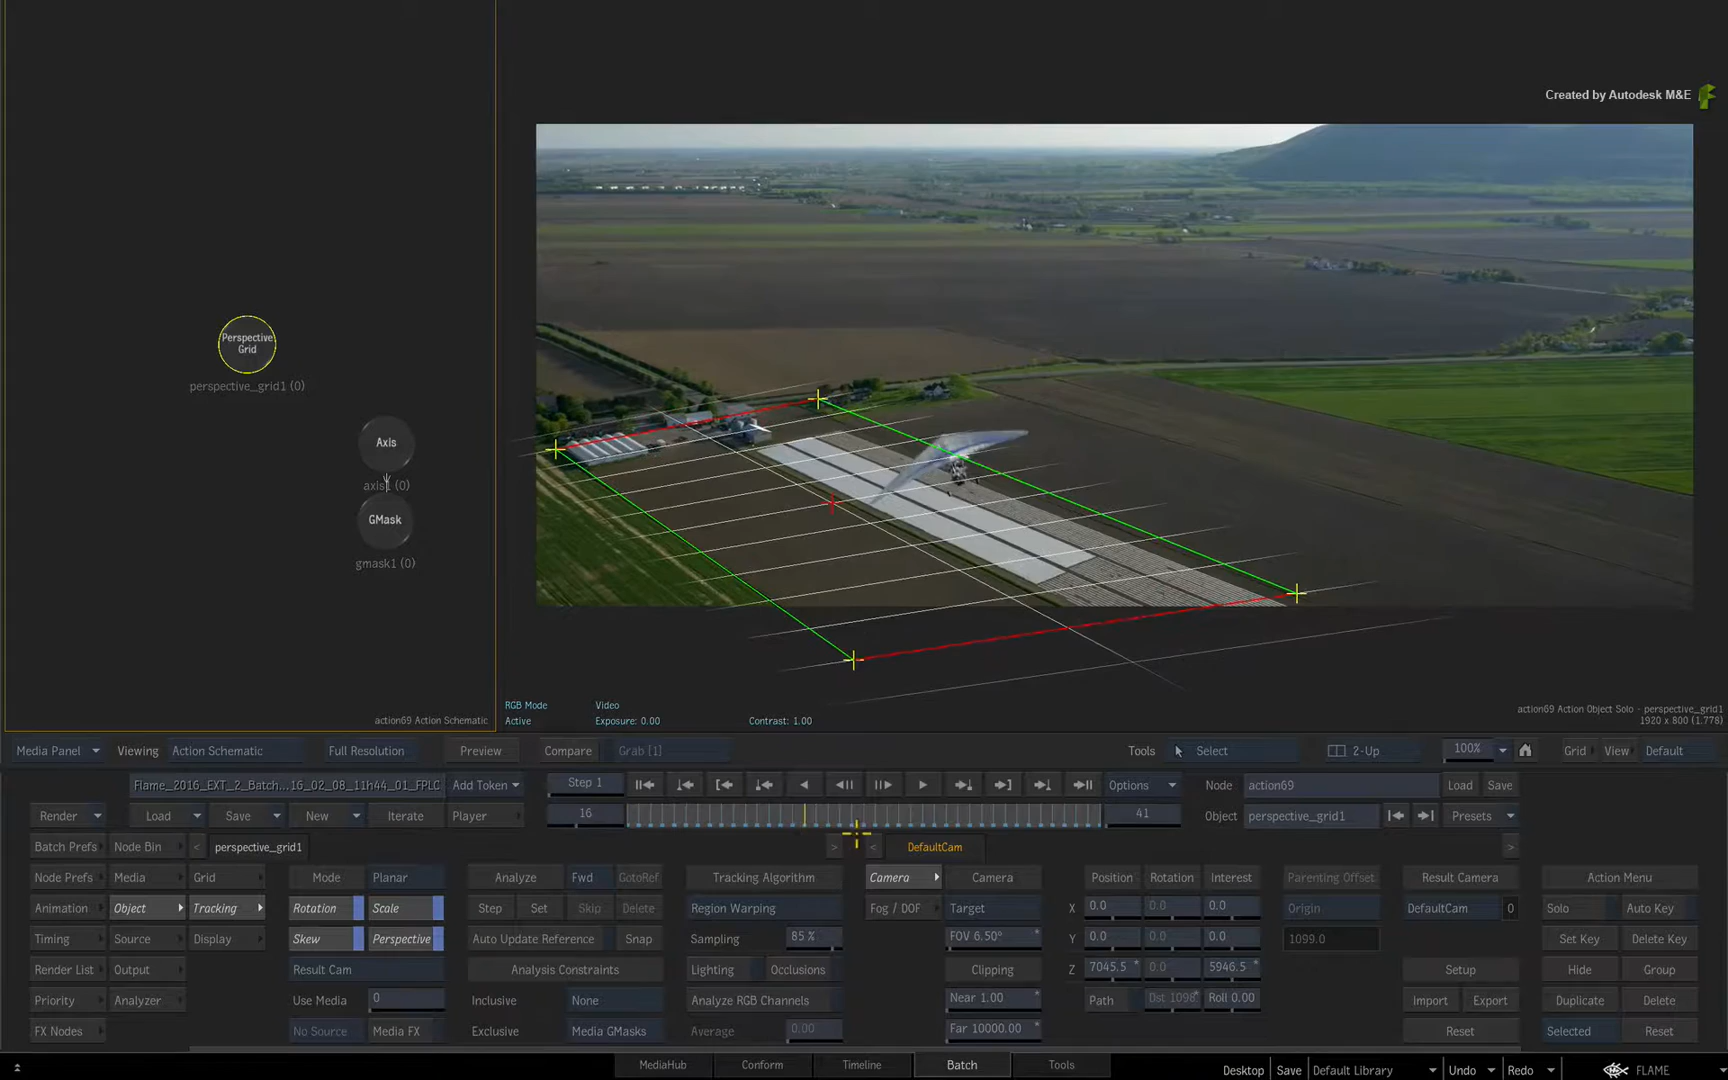 Created by Autodesk M&E
Perspective
Grid
perspective_grid1 (0)
Axis
axis1 (0)
GMask
gmask1 (0)
RGB Mode Video
Active Exposure: 0.00 Contrast: 1.00
action69 Action Schematic
action69 Action Object Solo - perspective_grid1
1920 x 800 (1.778)
Media Panel Viewing Action Schematic Full Resolution Preview Compare Grab [1] Tools Select 2-Up 100% Grid View Default
Flame_2016_EXT_2_Batch...16_02_08_11h44_01_FPLC Add Token Step 1 Options Node action69 Load Save
Render Load Save New Iterate Player 16 41 Object perspective_grid1 Presets
Batch Prefs Node Bin < perspective_grid1 > < DefaultCam >
Node Prefs Media Grid Mode Planar Analyze Fwd GotoRef Tracking Algorithm Camera Camera Position Rotation Interest Parenting Offset Result Camera Action Menu
Animation Object Tracking Rotation Scale Step Set Skip Delete Region Warping Fog / DOF Target X 0.0 0.0 0.0 Origin DefaultCam 0 Solo Auto Key
Timing Source Display Skew Perspective Auto Update Reference Snap Sampling 85 % FOV 6.50° Y 0.0 0.0 0.0 1099.0 Set Key Delete Key
Render List Output Result Cam Analysis Constraints Lighting Occlusions Clipping Z 7045.5 0.0 5946.5 Setup Hide Group
Priority Analyzer Use Media 0 Inclusive None Analyze RGB Channels Near 1.00 Path Dst 1098 Roll 0.00 Import Export Duplicate Delete
FX Nodes No Source Media FX Exclusive Media GMasks Average 0.00 Far 10000.00 Reset Selected Reset
MediaHub Conform Timeline Batch Tools
Desktop Save Default Library Undo Redo FLAME